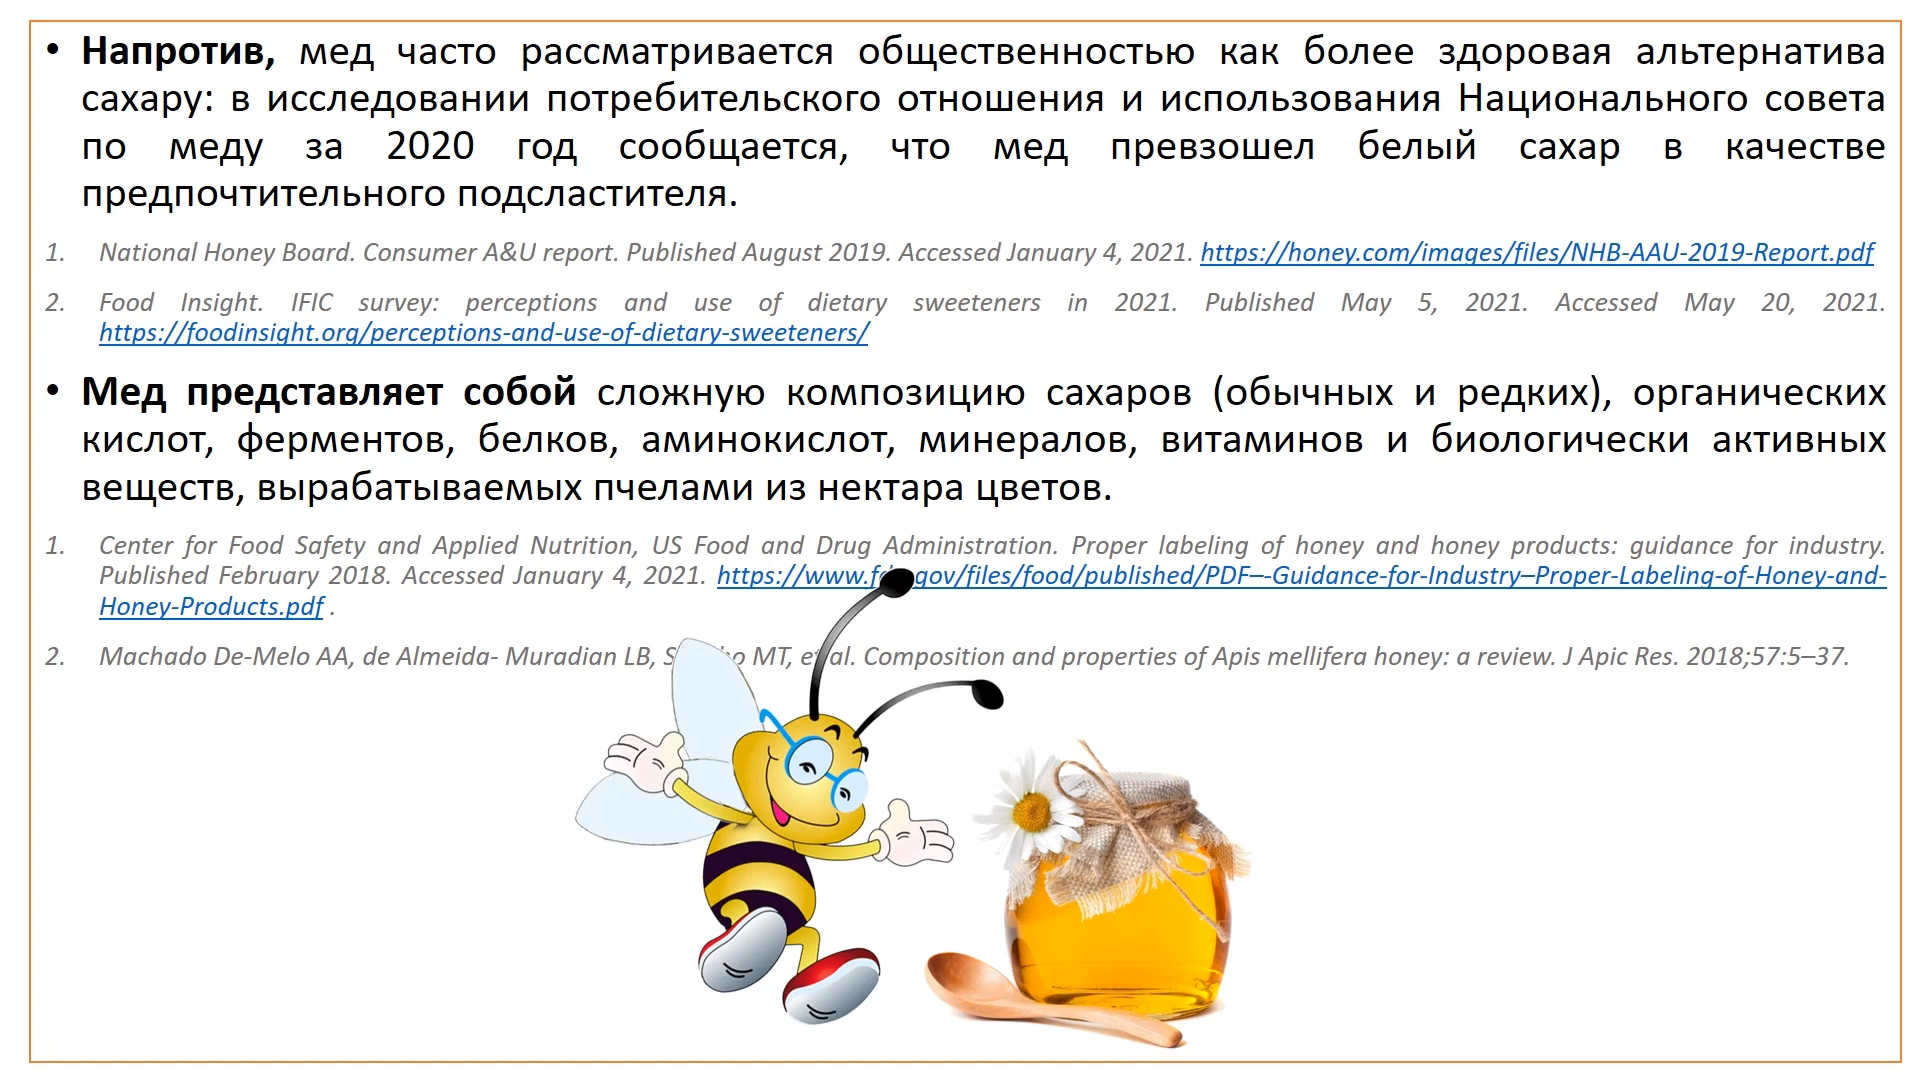 • Напротив, мед часто рассматривается общественностью как более здоровая альтернатива
сахару: в исследовании потребительского отношения и использования Национального совета
по меду за 2020 год сообщается, что мед превзошел белый сахар в качестве
предпочтительного подсластителя.
1. National Honey Board. Consumer A&U report. Published August 2019. Accessed January 4, 2021. https://honey.com/images/files/NHB-AAU-2019-Report.pdf
2. Food Insight. IFIC survey: perceptions and use of dietary sweeteners in 2021. Published May 5, 2021. Accessed May 20, 2021.
https://foodinsight.org/perceptions-and-use-of-dietary-sweeteners/
• Мед представляет собой сложную композицию сахаров (обычных и редких), органических
кислот, ферментов, белков, аминокислот, минералов, витаминов и биологически активных
веществ, вырабатываемых пчелами из нектара цветов.
1. Center for Food Safety and Applied Nutrition, US Food and Drug Administration. Proper labeling of honey and honey products: guidance for industry.
Published February 2018. Accessed January 4, 2021. gov/files/food/published/PDF–-Guidance-for-Industry–Proper-Labeling-of-Honey-and-
Honey-Products.pdf .
2. Machado De-Melo AA, de Almeida- Muradian LB, MT, et al. Composition and properties of Apis mellifera honey: a review. J Apic Res. 2018;57:5–37.